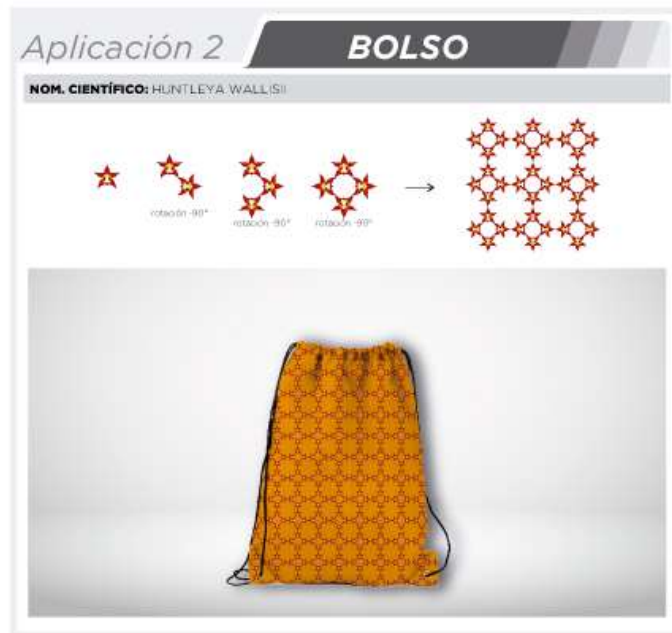 Aplicación 2
BOLSO
NOM. CIENTÍFICO: HUNTLEYA WALLISII
rotación -90°
rotación -90°
rotación -90°